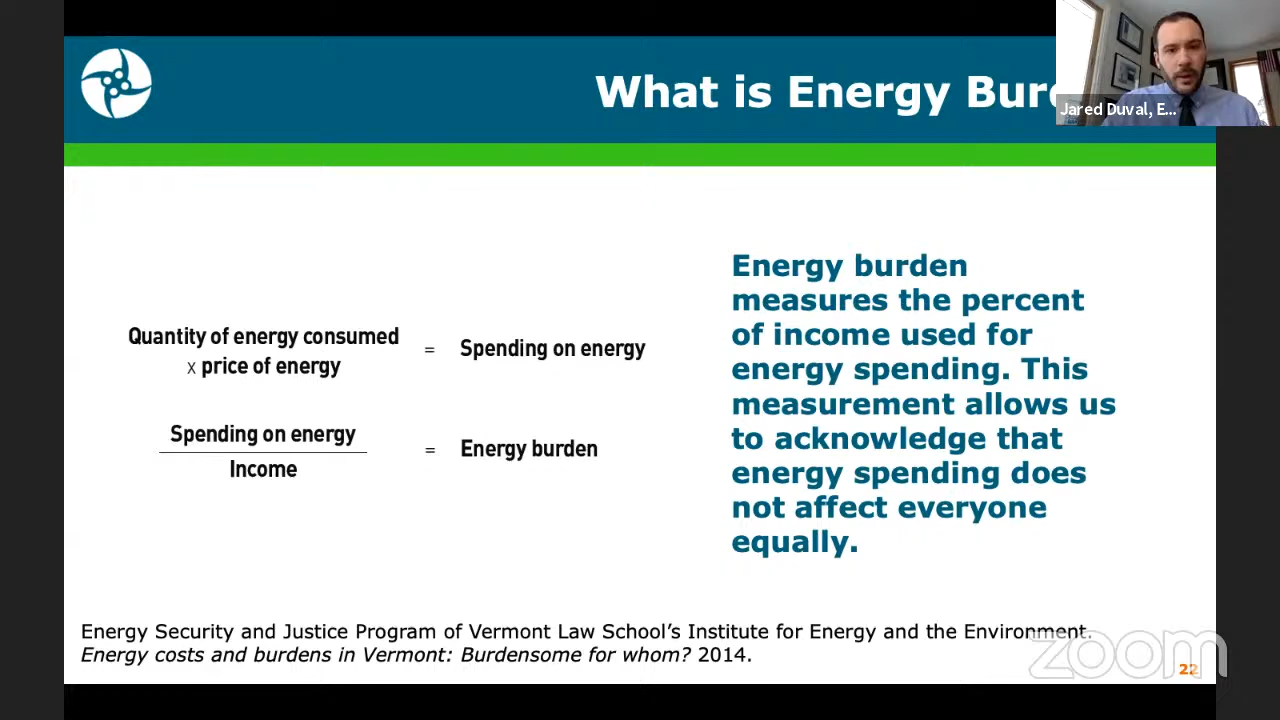 What is Energy
Jared Duval, E...
Quantity of energy consumed
x price of energy
= Spending on energy
Spending on energy
Income
= Energy burden
Energy burden
measures the percent
of income used for
energy spending. This
measurement allows us
to acknowledge that
energy spending does
not affect everyone
equally.
Energy Security and Justice Program of Vermont Law School’s Institute for Energy and the Environment.
Energy costs and burdens in Vermont: Burdensome for whom? 2014.
zoom
22